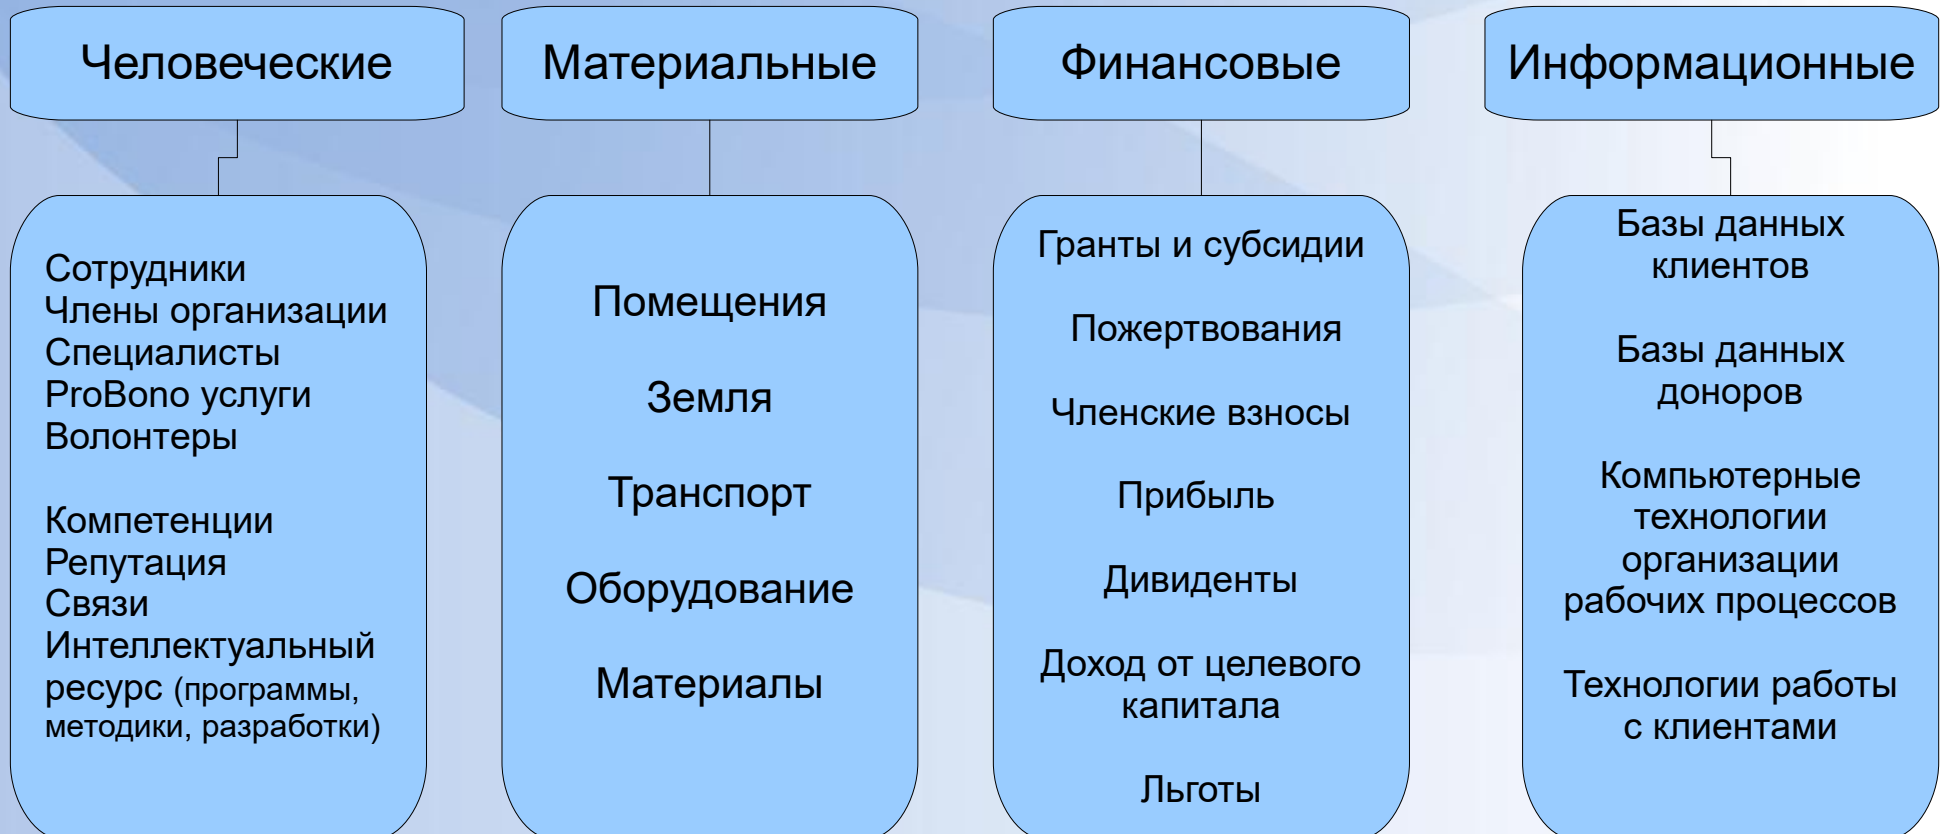 Человеческие
Материальные
Финансовые
Информационные
Сотрудники
Члены организации
Специалисты
ProBono услуги
Волонтеры
Компетенции
Репутация
Связи
Интеллектуальный
ресурс (программы,
методики, разработки)
Помещения
Земля
Транспорт
Оборудование
Материалы
Гранты и субсидии
Пожертвования
Членские взносы
Прибыль
Дивиденты
Доход от целевого
капитала
Льготы
Базы данных
клиентов
Базы данных
доноров
Компьютерные
технологии
организации
рабочих процессов
Технологии работы
с клиентами